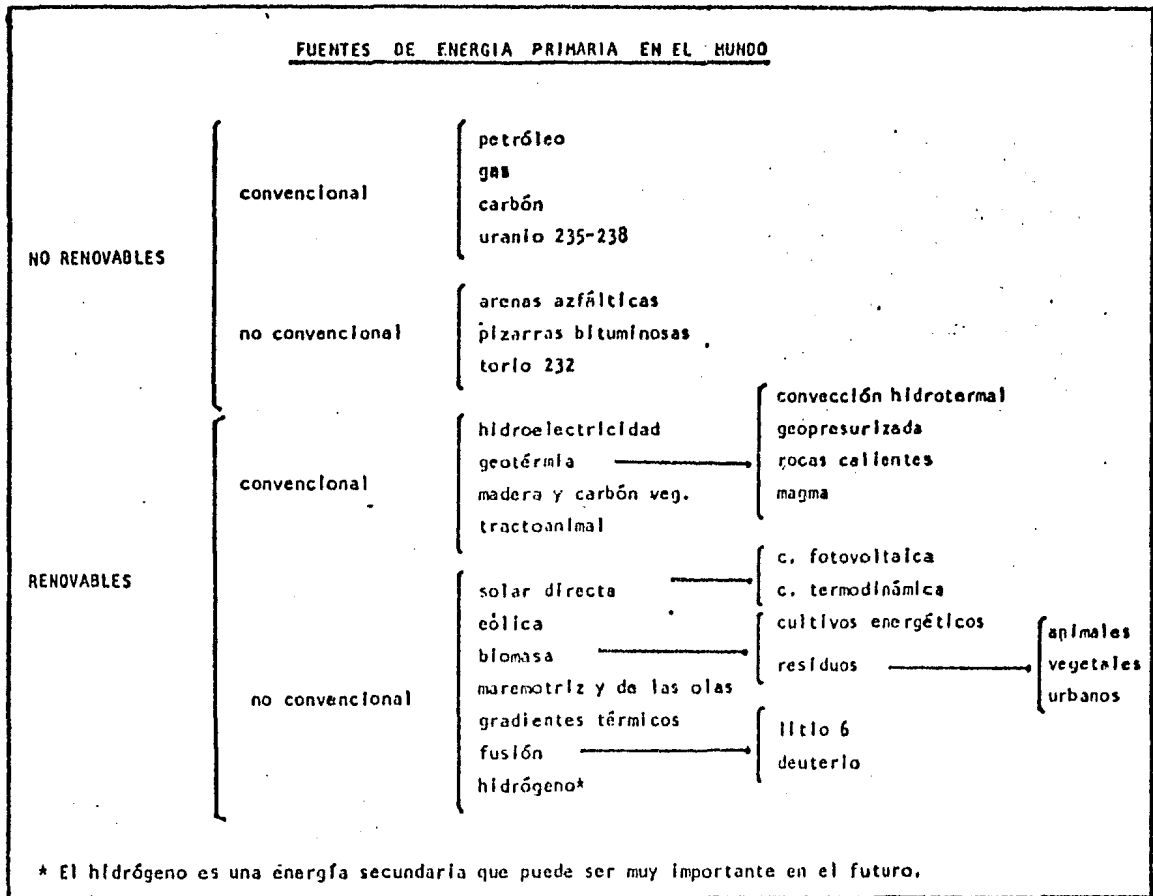 FUENTES DE ENERGIA PRIMARIA EN EL MUNDO
NO RENOVABLES
convencional
petróleo
gas
carbón
uranio 235-238
no convencional
arenas azfálticas
pizarras bituminosas
torio 232
RENOVABLES
convencional
hidroelectricidad
geotérmia
convección hidrotermal
geopresurizada
rocas calientes
magma
madera y carbón veg.
tractoanimal
no convencional
solar directa
c. fotovoltaica
c. termodinámica
eólica
biomasa
cultivos energéticos
residuos
animales
vegetales
urbanos
maremotriz y de las olas
gradientes térmicos
fusión
litio 6
deuterio
hidrógeno*
* El hidrógeno es una énergía secundaria que puede ser muy importante en el futuro.